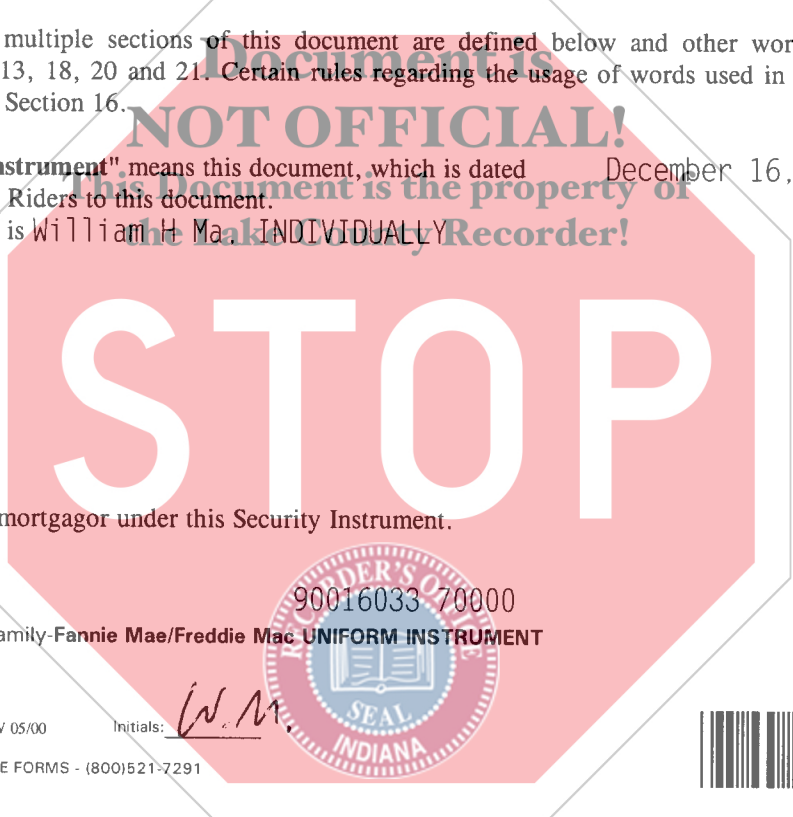 multiple sections of this document are defined below and other wor
Document is
13, 18, 20 and 21. Certain rules regarding the usage of words used in
Section 16.
NOT OFFICIAL!
nstrument" means this document, which is dated December 16,
This Document is the property of
Riders to this document.
is William H Ma, INDIVIDUALLY
the Lake County Recorder!
STOP
mortgagor under this Security Instrument.
RECORDER'S OFFICE
90016033 70000
amily-Fannie Mae/Freddie Mac UNIFORM INSTRUMENT
SEAL
INDIANA
V 05/00 Initials: W.M.
E FORMS - (800)521-7291